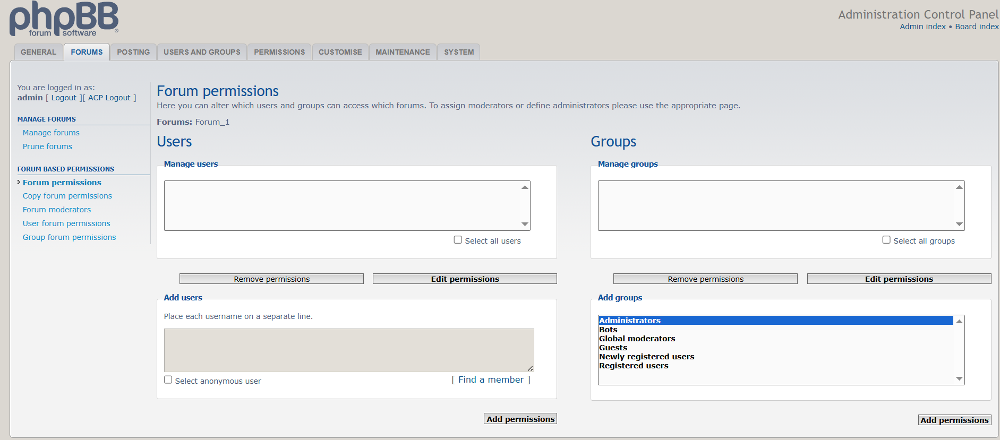 phpBB
forum software ®
Administration Control Panel
Admin index • Board index
GENERAL FORUMS POSTING USERS AND GROUPS PERMISSIONS CUSTOMISE MAINTENANCE SYSTEM
You are logged in as:
admin [ Logout ][ ACP Logout ]
MANAGE FORUMS
Manage forums
Prune forums
FORUM BASED PERMISSIONS
Forum permissions
Copy forum permissions
Forum moderators
User forum permissions
Group forum permissions
Forum permissions
Here you can alter which users and groups can access which forums. To assign moderators or define administrators please use the appropriate page.
Forums: Forum_1
Users
Manage users
Select all users
Remove permissions Edit permissions
Add users
Place each username on a separate line.
Select anonymous user [ Find a member ]
Add permissions
Groups
Manage groups
Select all groups
Remove permissions Edit permissions
Add groups
Administrators
Bots
Global moderators
Guests
Newly registered users
Registered users
Add permissions